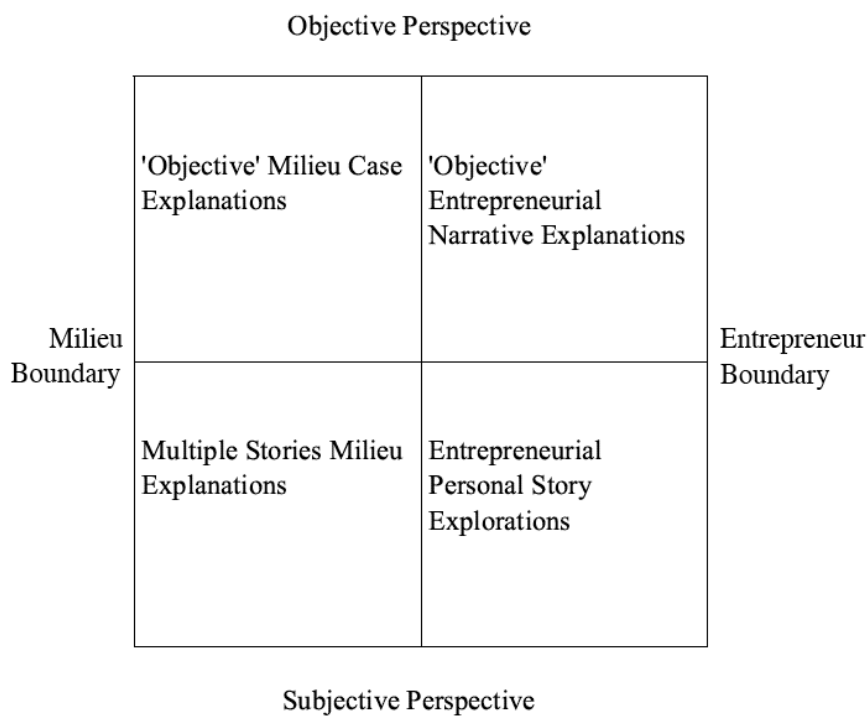 Objective Perspective
'Objective' Milieu Case
Explanations
'Objective'
Entrepreneurial
Narrative Explanations
Milieu
Boundary
Entrepreneur
Boundary
Multiple Stories Milieu
Explanations
Entrepreneurial
Personal Story
Explorations
Subjective Perspective